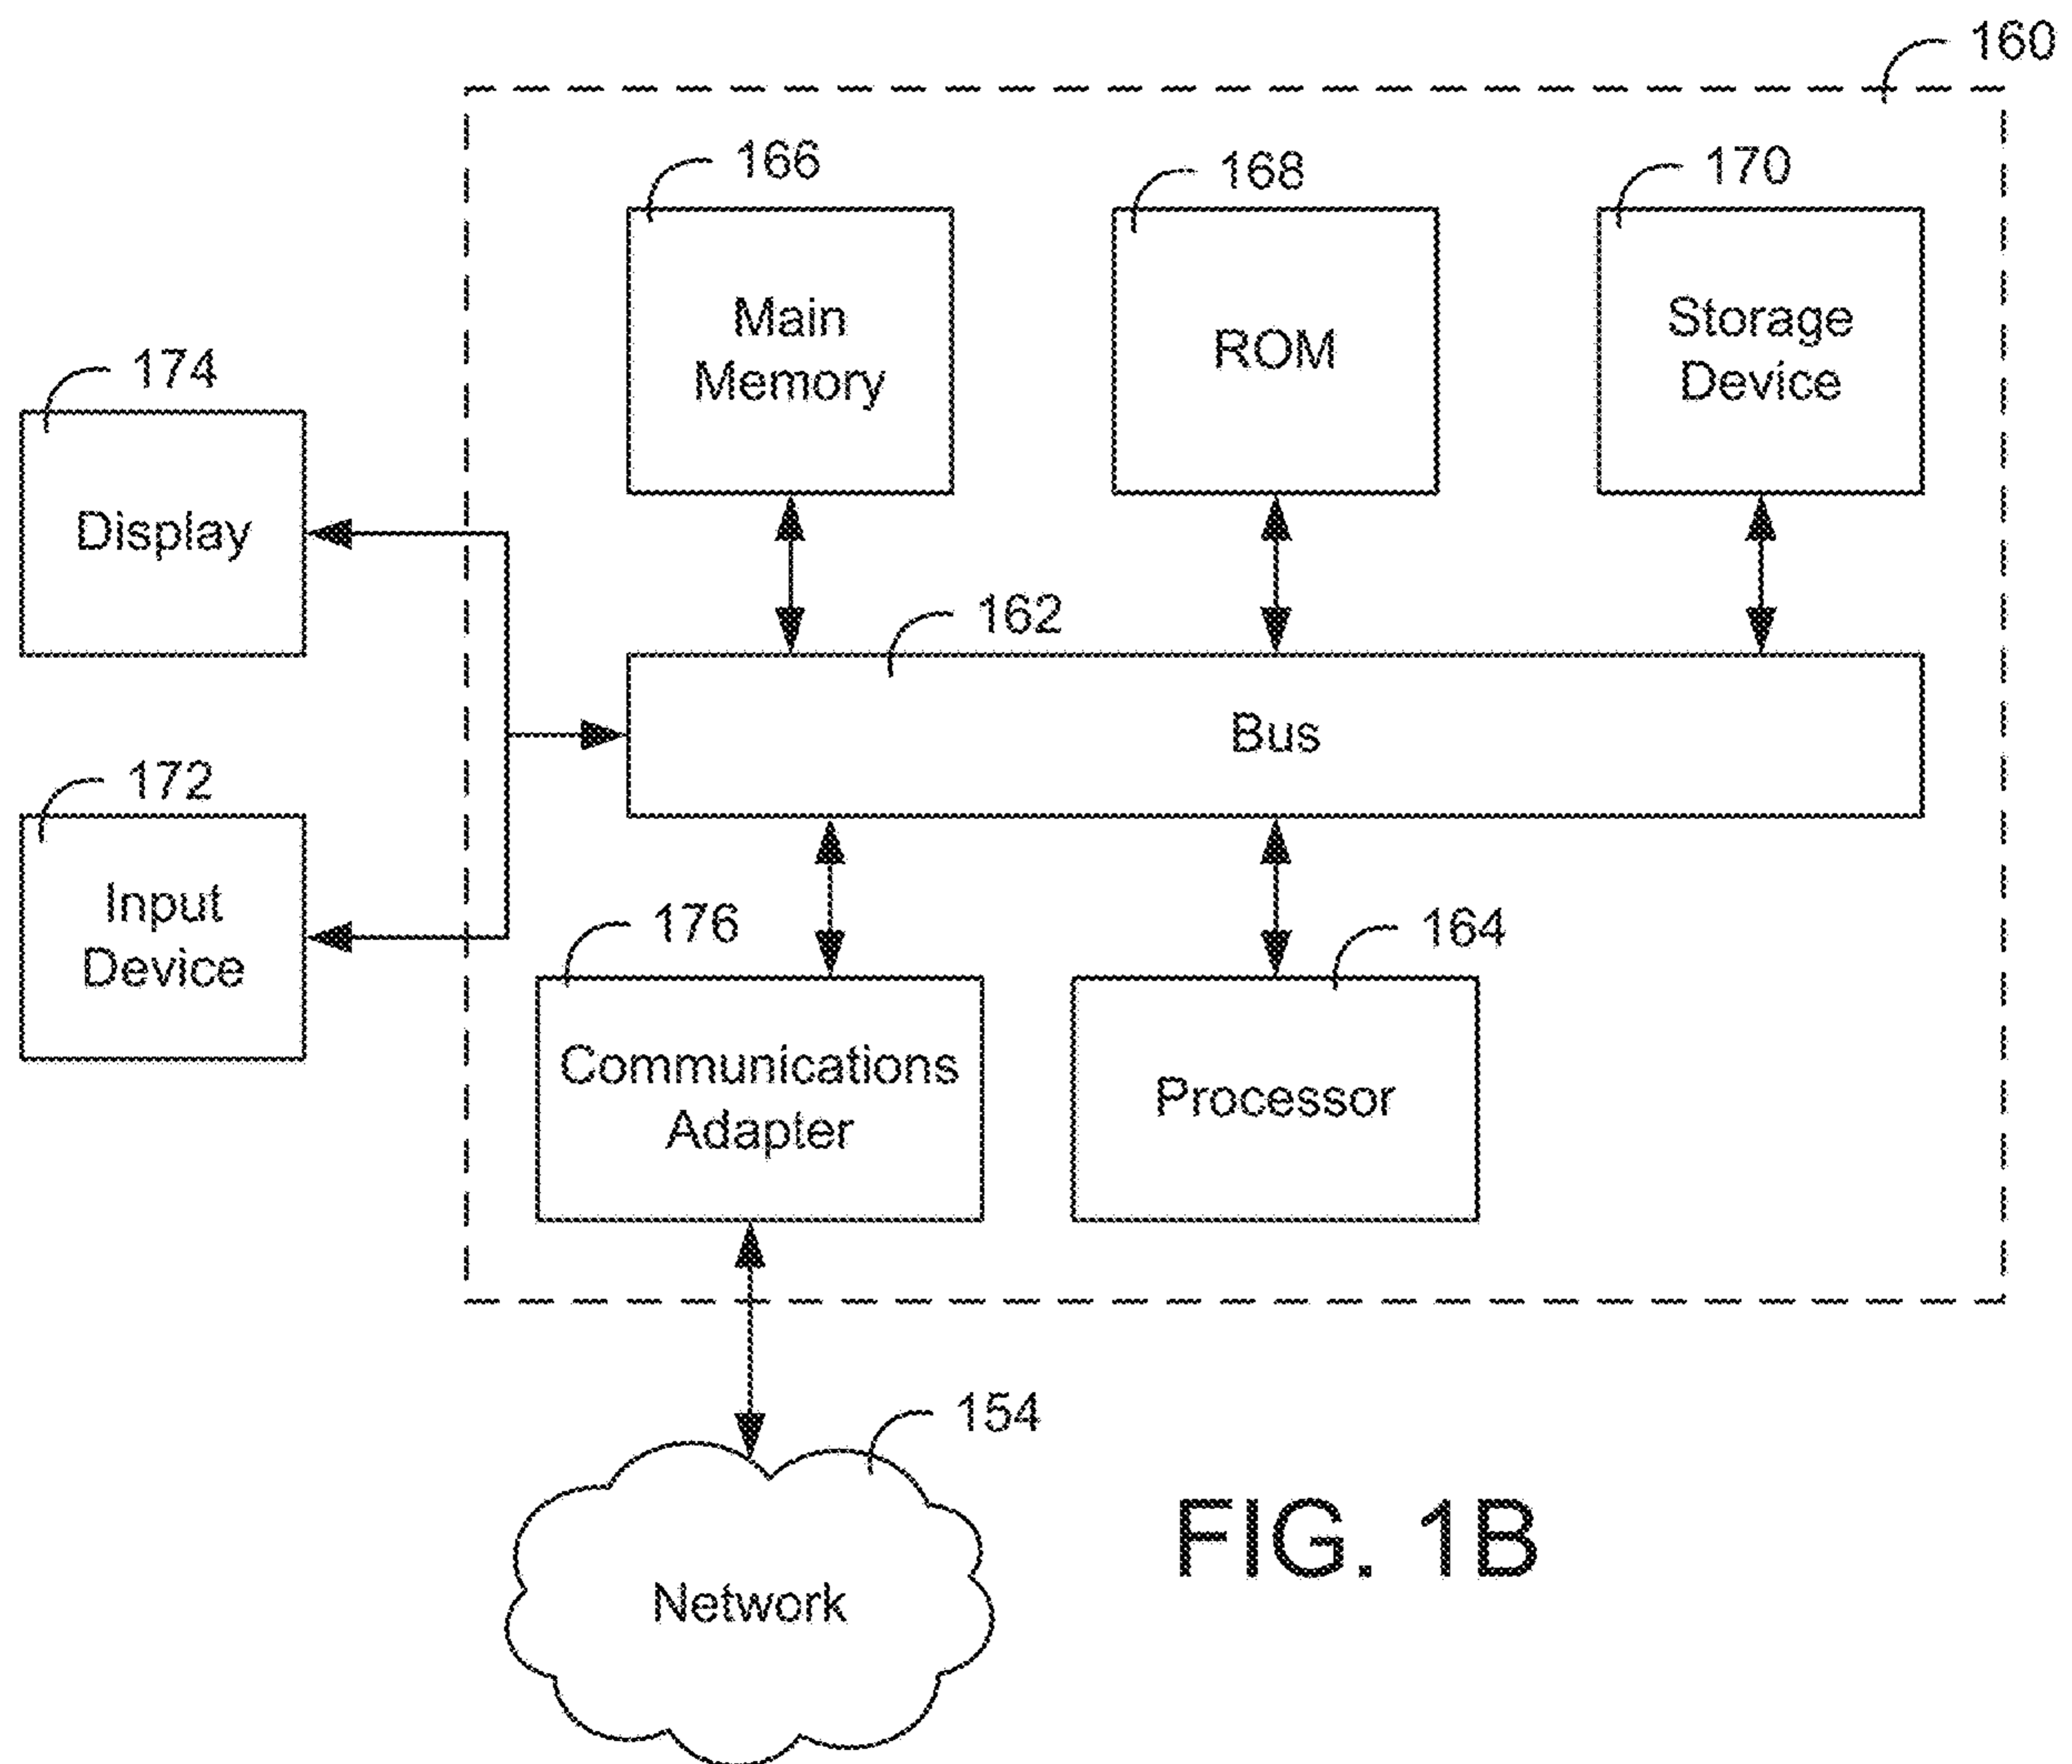 160
166
168
170
Main
Memory
ROM
Storage
Device
174
Display
162
Bus
172
Input
Device
176
164
Communications
Adapter
Processor
154
Network
FIG. 1B